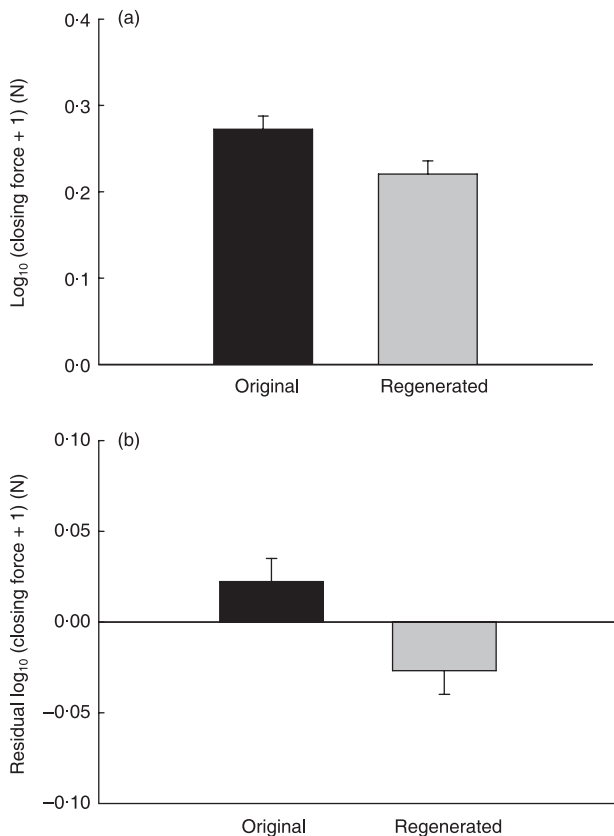 (a)
Log₁₀ (closing force + 1) (N)
0·4
0·3
0·2
0·1
0·0
Original Regenerated
(b)
Residual log₁₀ (closing force + 1) (N)
0·10
0·05
0·00
–0·05
–0·10
Original Regenerated